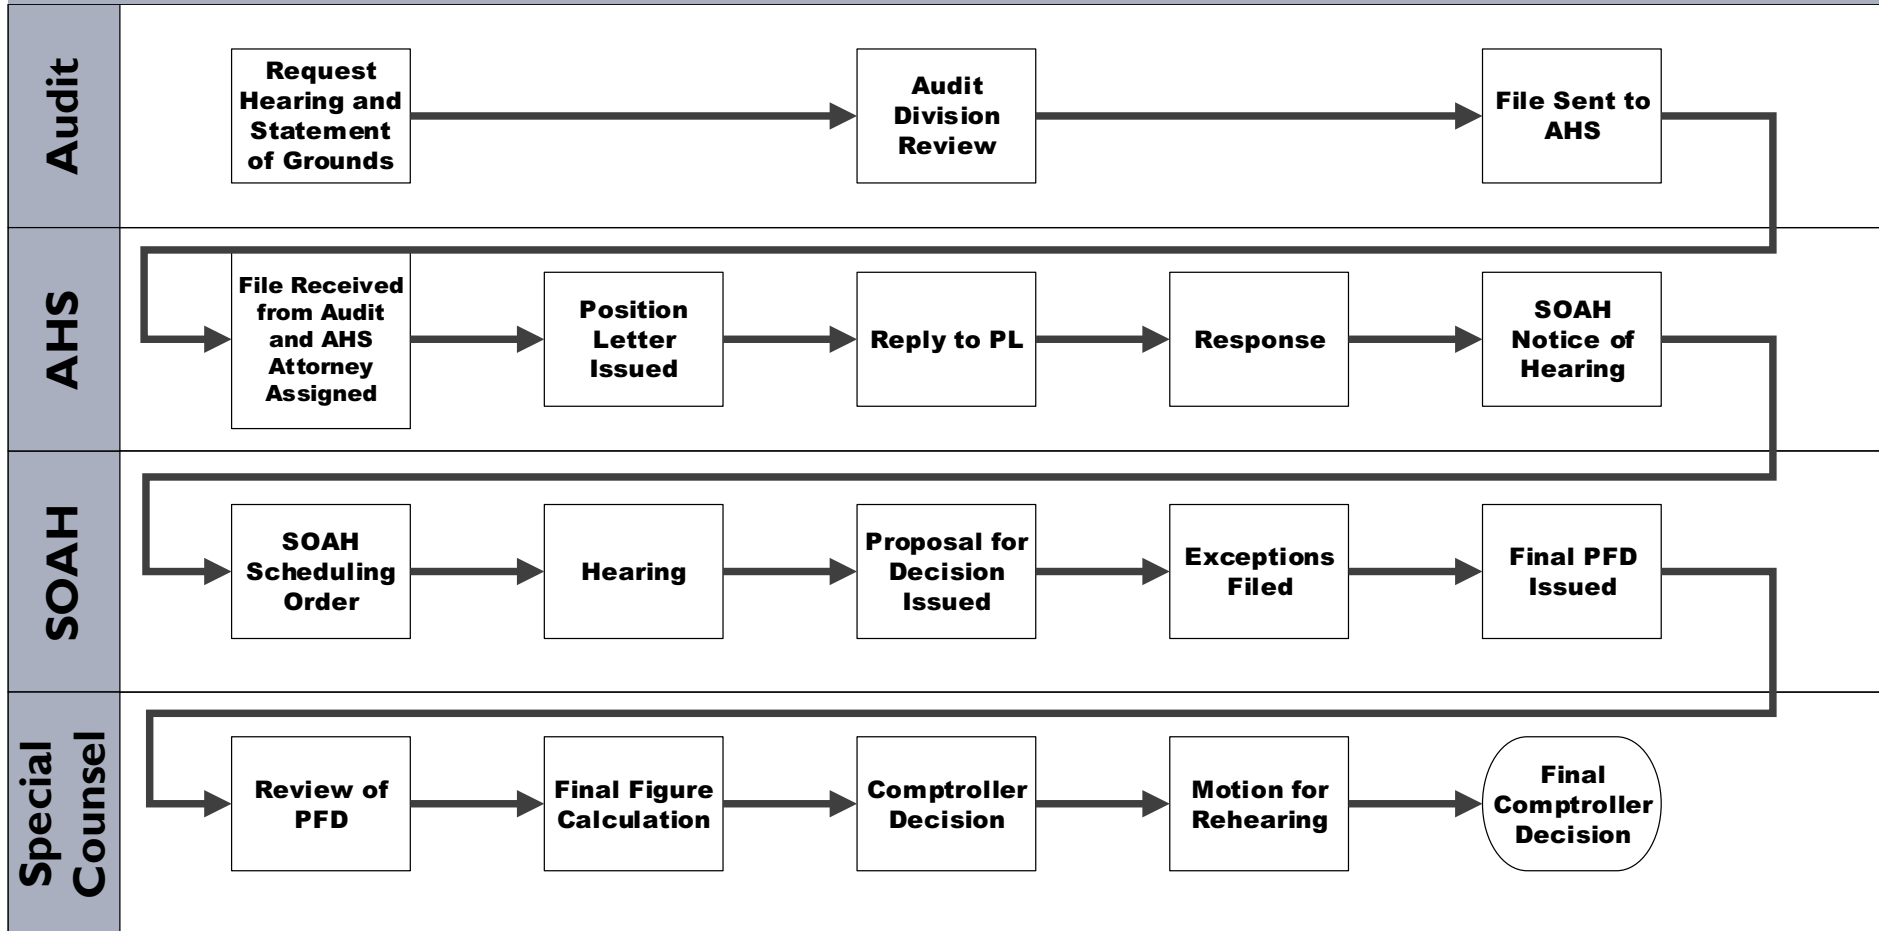 Audit
Request
Hearing and
Statement
of Grounds
Audit
Division
Review
File Sent to
AHS
AHS
File Received
from Audit
and AHS
Attorney
Assigned
Position
Letter
Issued
Reply to PL
Response
SOAH
Notice of
Hearing
SOAH
SOAH
Scheduling
Order
Hearing
Proposal for
Decision
Issued
Exceptions
Filed
Final PFD
Issued
Special
Counsel
Review of
PFD
Final Figure
Calculation
Comptroller
Decision
Motion for
Rehearing
Final
Comptroller
Decision